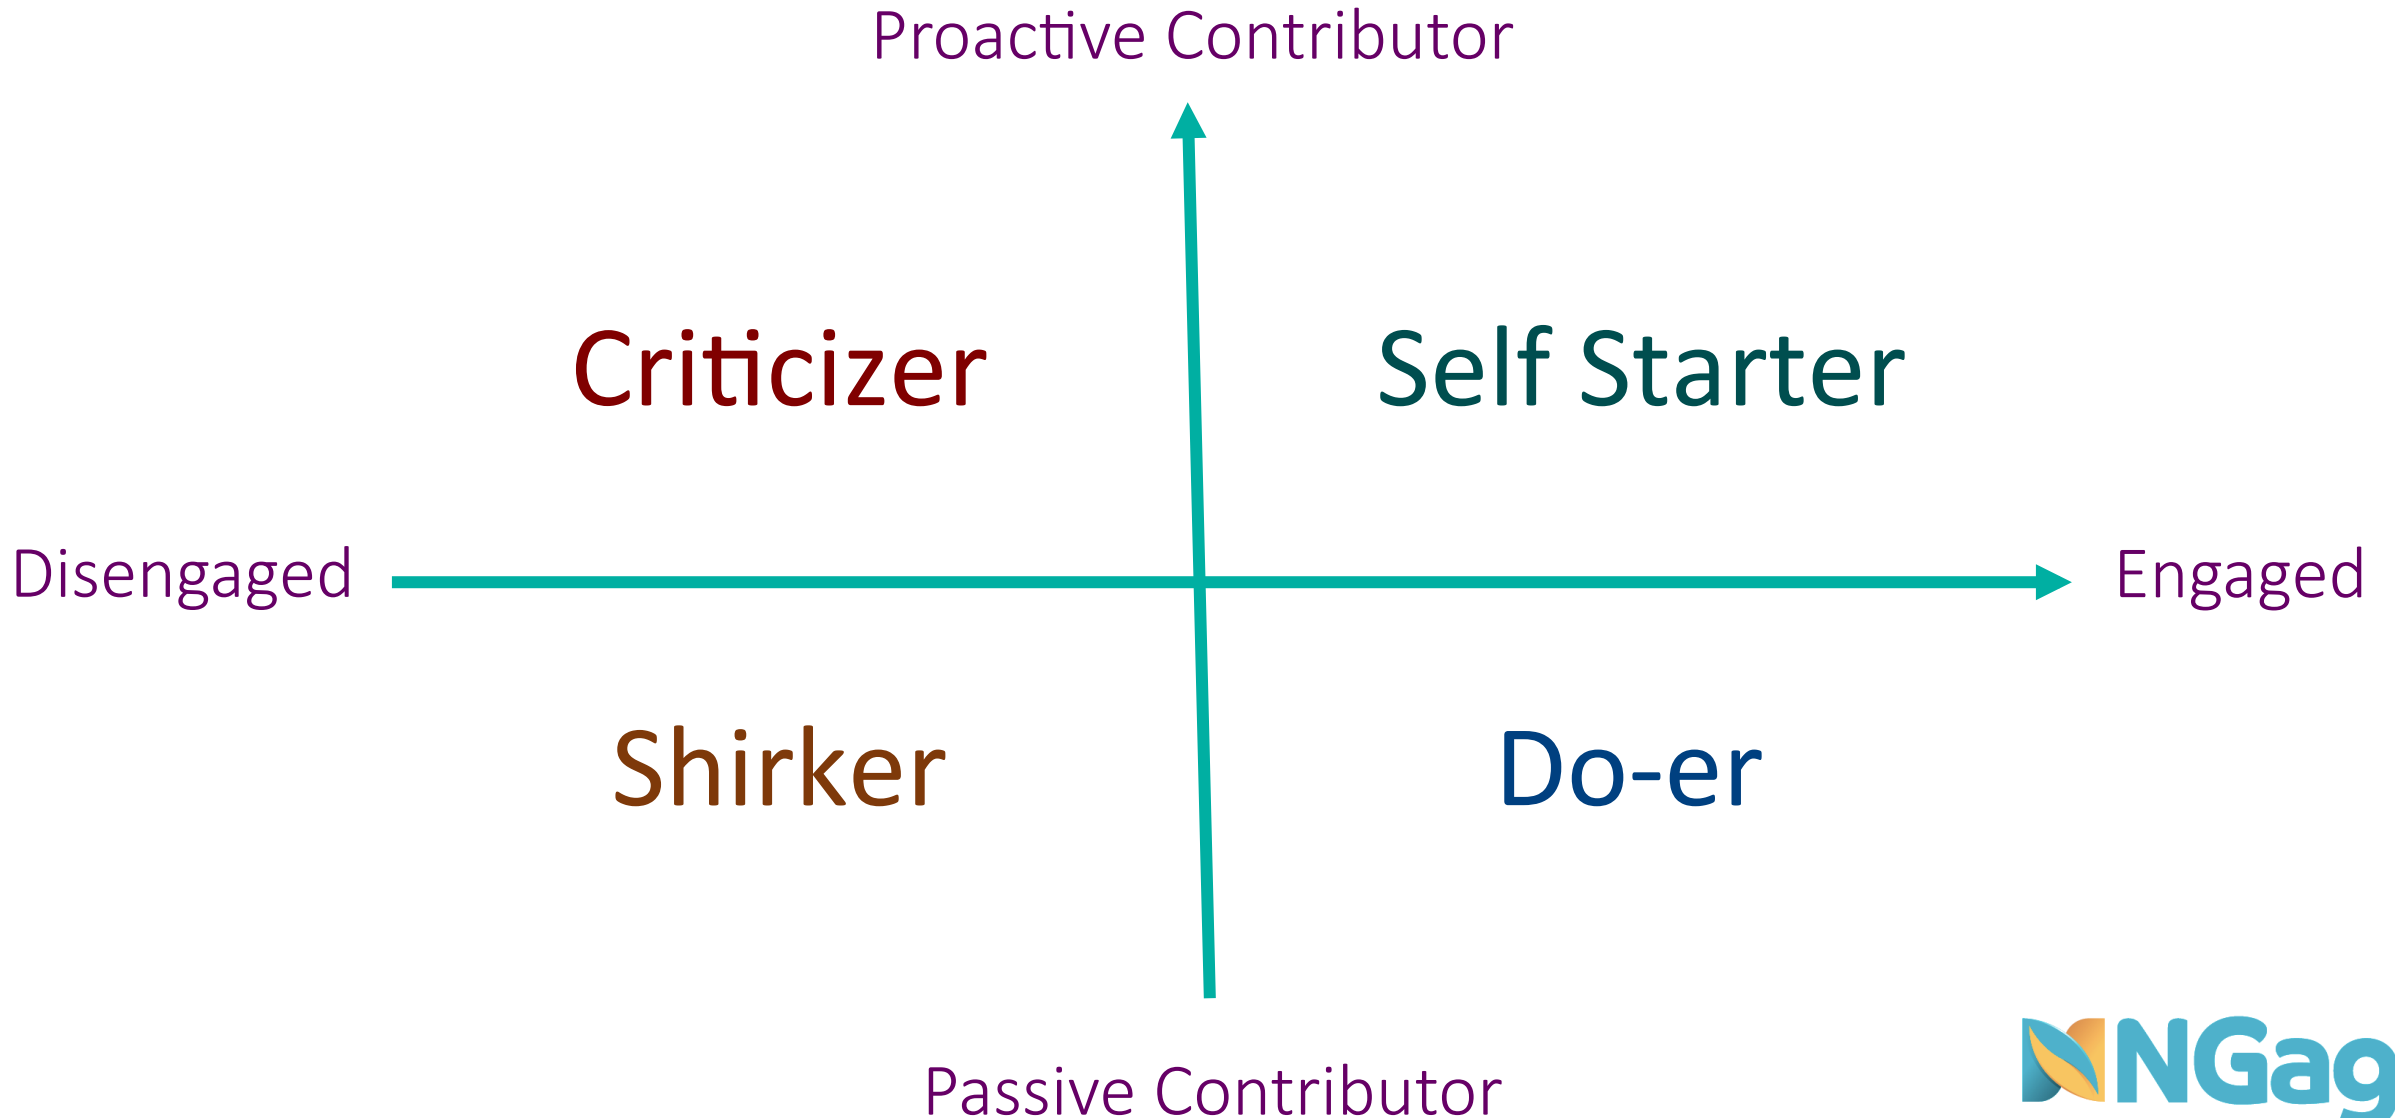 Proactive Contributor
Criticizer
Self Starter
Disengaged
Engaged
Shirker
Do-er
Passive Contributor
NGag